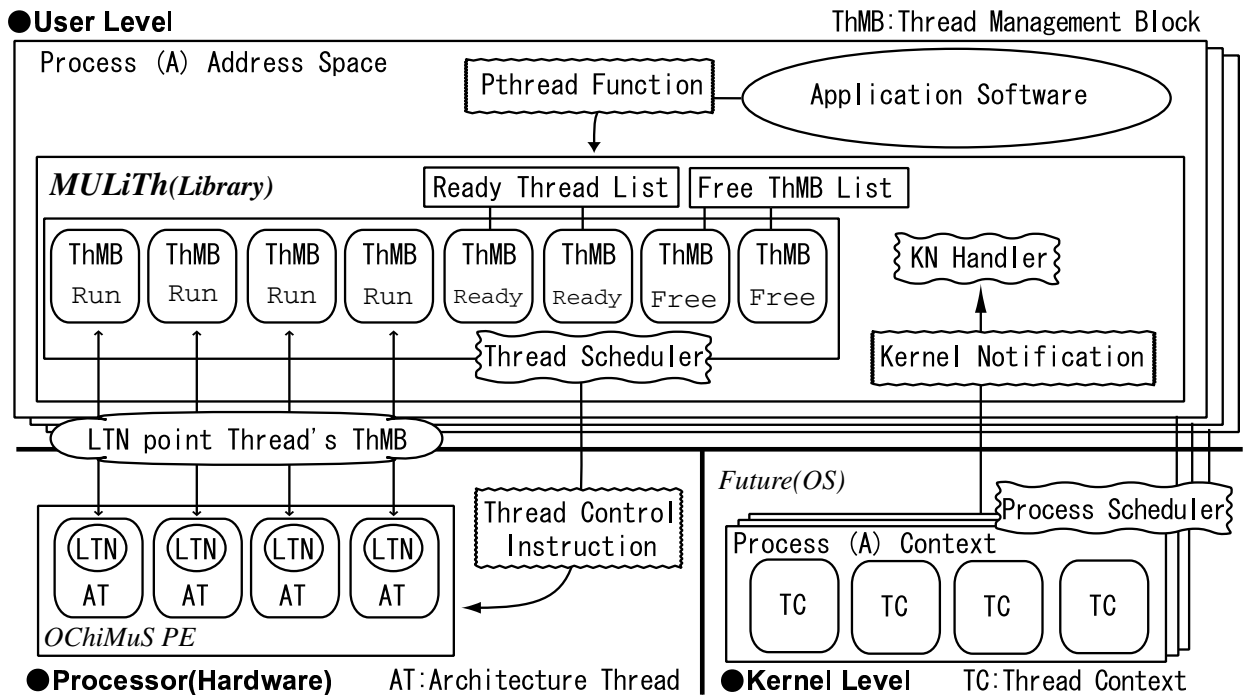 ●User Level
ThMB:Thread Management Block
Process (A) Address Space
Pthread Function
Application Software
MULiTh(Library)
Ready Thread List
Free ThMB List
ThMB
Run
ThMB
Run
ThMB
Run
ThMB
Run
ThMB
Ready
ThMB
Ready
ThMB
Free
ThMB
Free
KN Handler
Thread Scheduler
Kernel Notification
LTN point Thread's ThMB
Thread Control
Instruction
LTN
AT
LTN
AT
LTN
AT
LTN
AT
OChiMuS PE
●Processor(Hardware)
AT:Architecture Thread
Future(OS)
Process Scheduler
Process (A) Context
TC
TC
TC
TC
●Kernel Level
TC:Thread Context